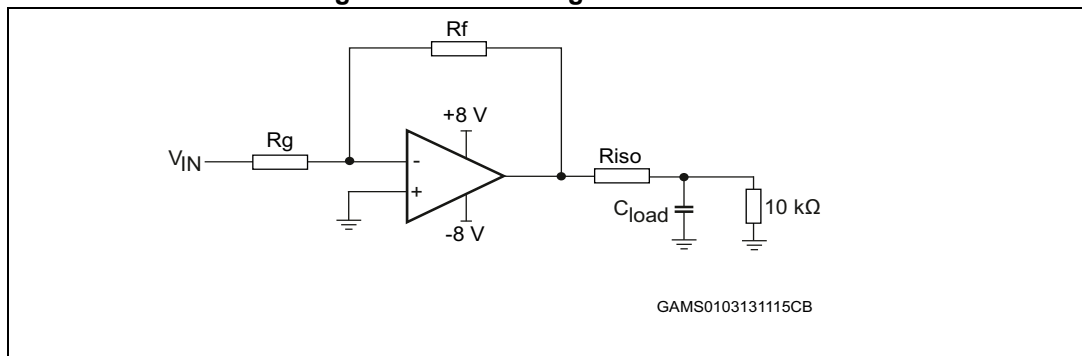 Rf
+8 V
Rg
VIN
-
+
Riso
Cload
10 kΩ
-8 V
GAMS0103131115CB